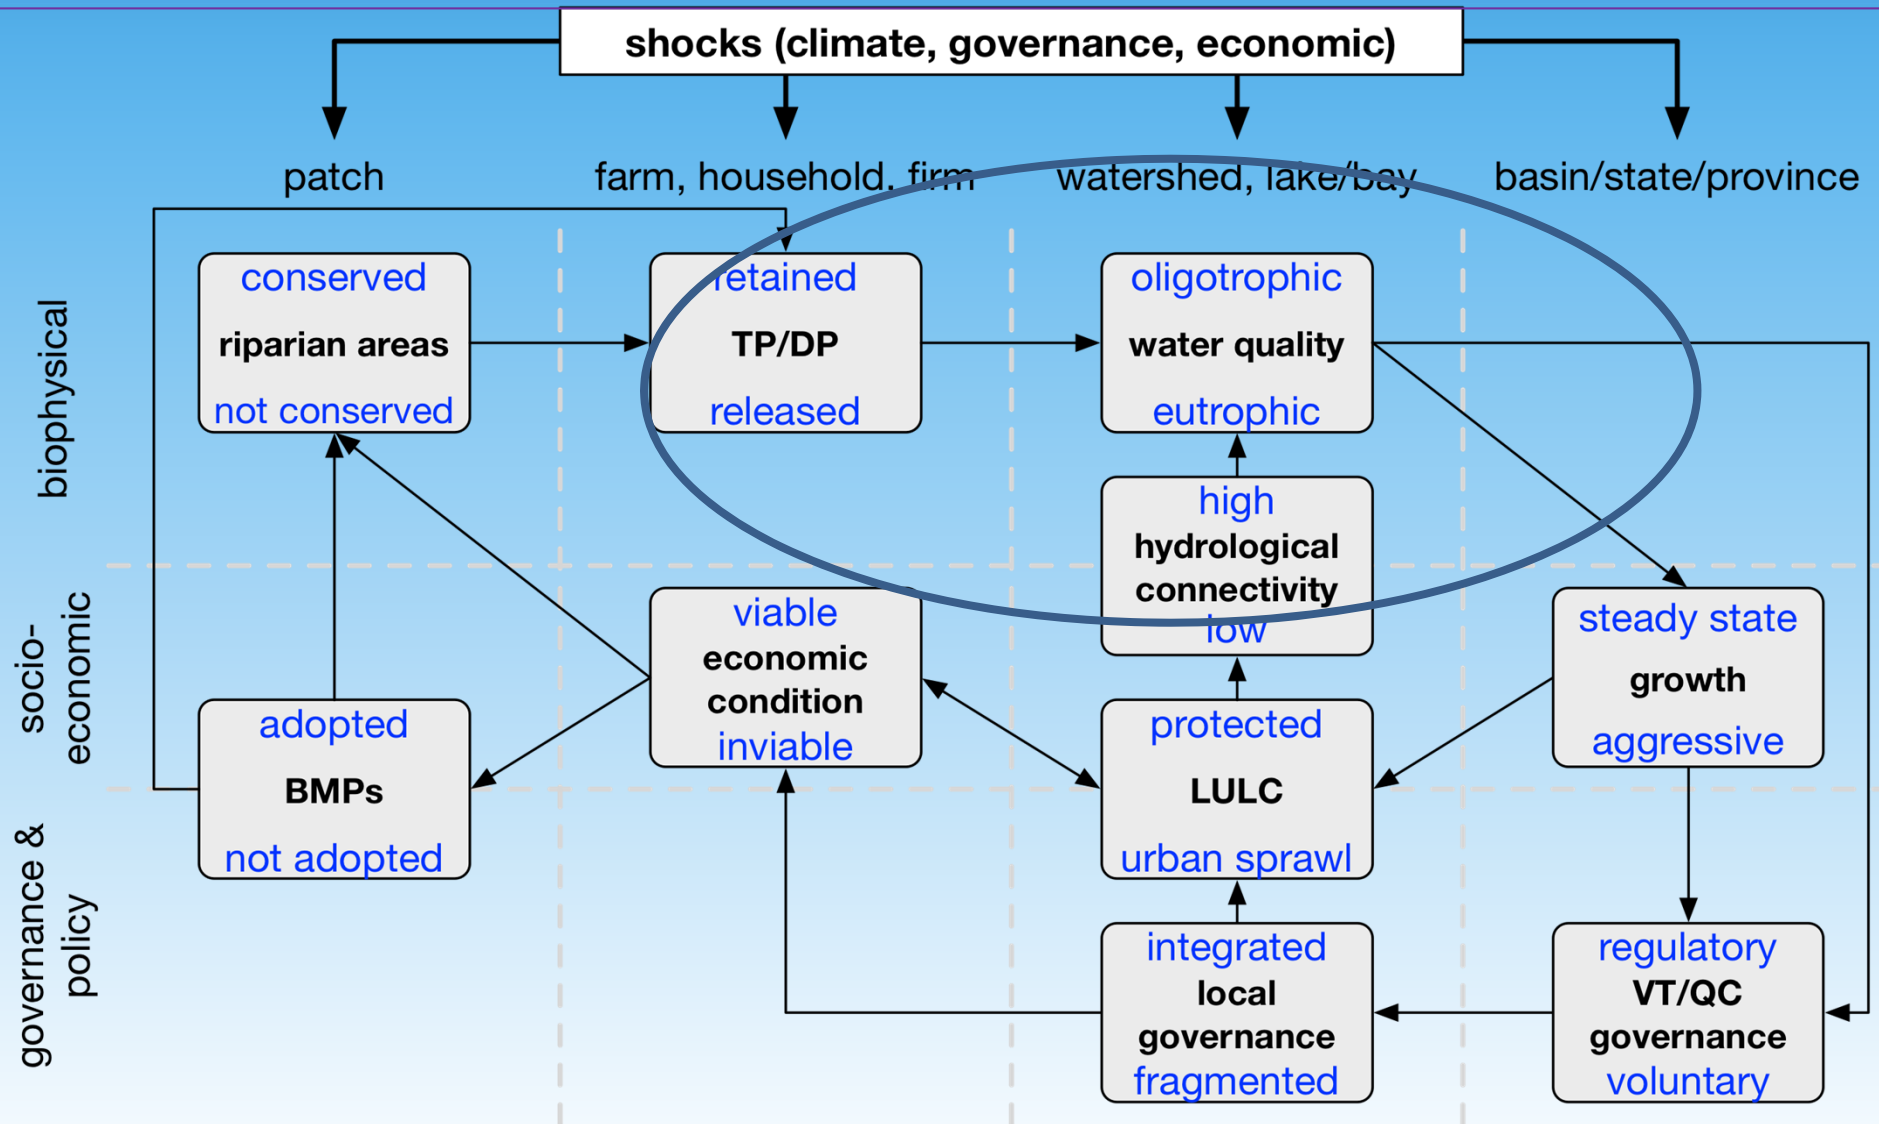 shocks (climate, governance, economic)
patch
farm, household, firm
watershed, lake/bay
basin/state/province
biophysical
socio-
economic
governance &
policy
conserved
riparian areas
not conserved
retained
TP/DP
released
oligotrophic
water quality
eutrophic
high
hydrological
connectivity
low
viable
economic
condition
inviable
steady state
growth
aggressive
adopted
BMPs
not adopted
protected
LULC
urban sprawl
integrated
local
governance
fragmented
regulatory
VT/QC
governance
voluntary